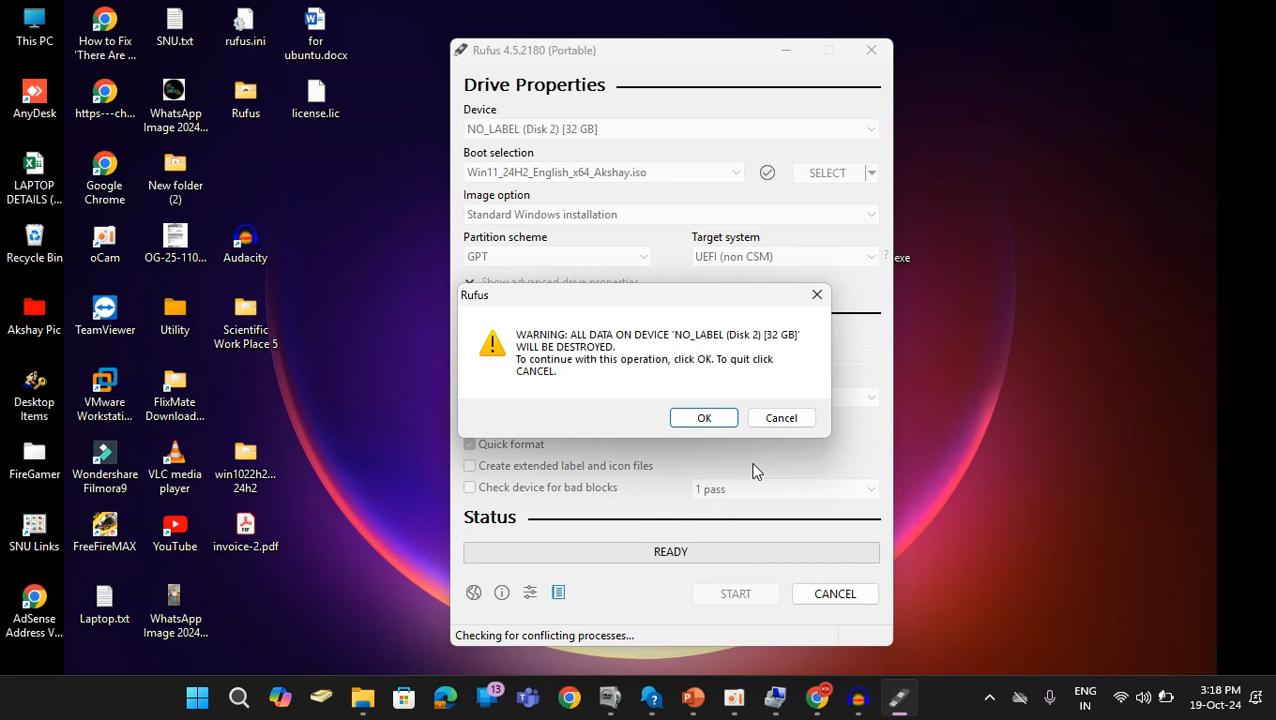 This PC
How to Fix
'There Are ...
SNU.txt
rufus.ini
for
ubuntu.docx
AnyDesk
https---ch...
WhatsApp
Image 2024...
Rufus
license.lic
LAPTOP
DETAILS (...
Google
Chrome
New folder
(2)
Recycle Bin
oCam
OG-25-110...
Audacity
Akshay Pic
TeamViewer
Utility
Scientific
Work Place 5
Desktop
Items
VMware
Workstati...
FlixMate
Download...
FireGamer
Wondershare
Filmora9
VLC media
player
win1022h2...
24h2
SNU Links
FreeFireMAX
YouTube
invoice-2.pdf
AdSense
Address V...
Laptop.txt
WhatsApp
Image 2024...
exe
Rufus 4.5.2180 (Portable)
Drive Properties
Device
NO_LABEL (Disk 2) [32 GB]
Boot selection
Win11_24H2_English_x64_Akshay.iso
SELECT
Image option
Standard Windows installation
Partition scheme
Target system
GPT
UEFI (non CSM)
?
Show advanced drive properties
Rufus
WARNING: ALL DATA ON DEVICE 'NO_LABEL (Disk 2) [32 GB]'
WILL BE DESTROYED.
To continue with this operation, click OK. To quit click
CANCEL.
OK
Cancel
Quick format
Create extended label and icon files
Check device for bad blocks
1 pass
Status
READY
START
CANCEL
Checking for conflicting processes...
13
ENG
IN
3:18 PM
19-Oct-24